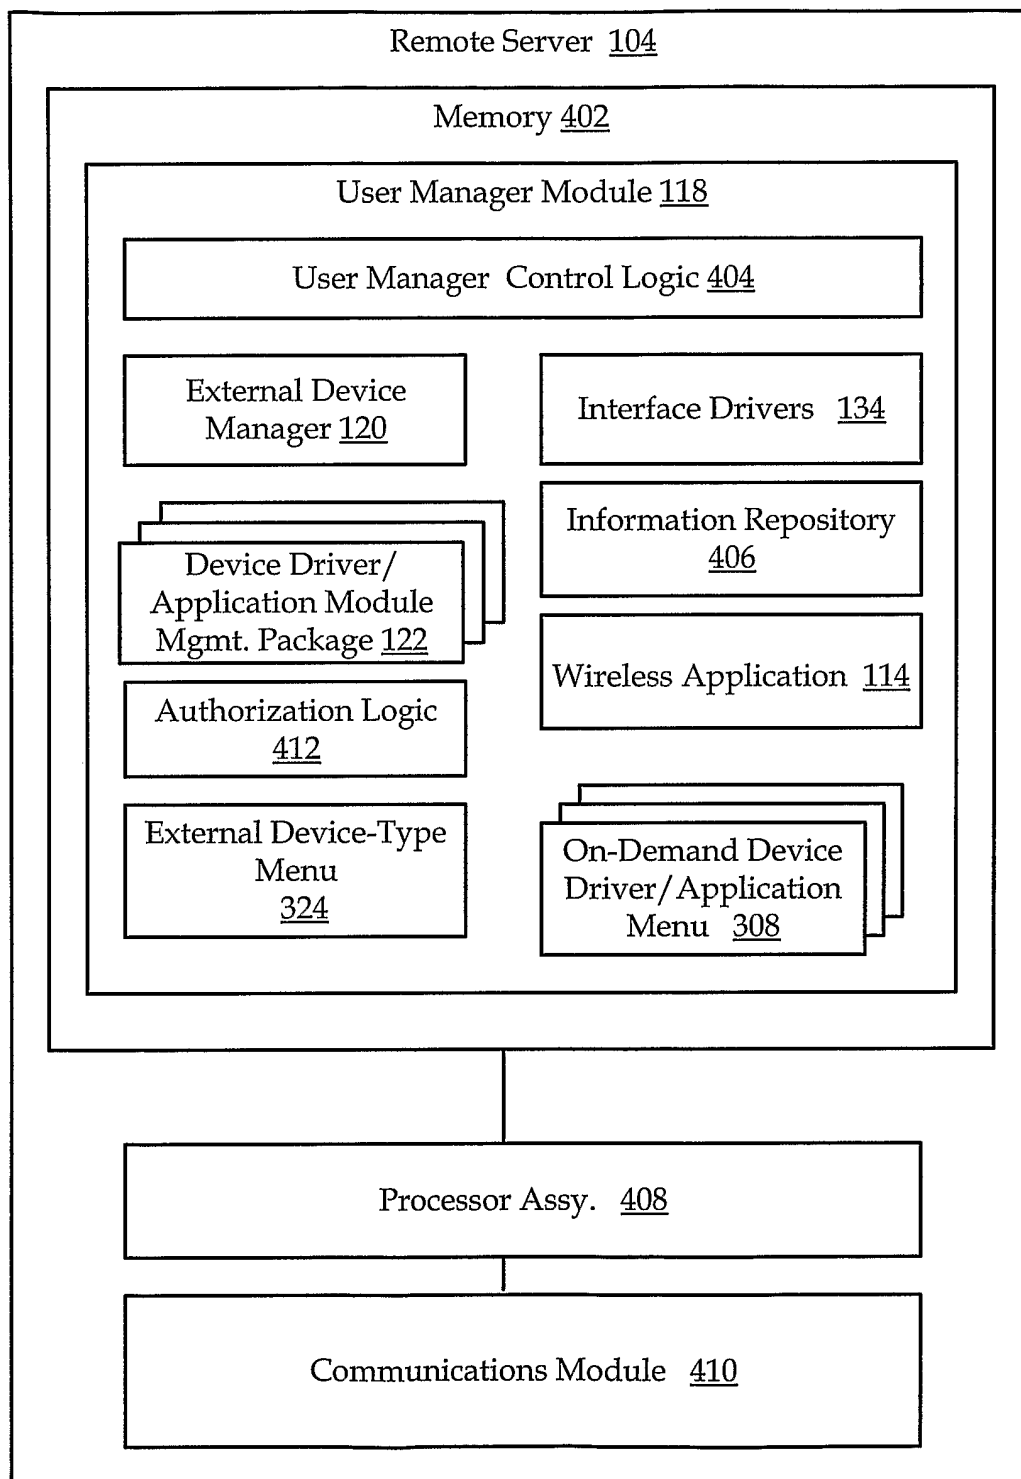 Remote Server 104
Memory 402
User Manager Module 118
User Manager Control Logic 404
External Device
Manager 120
Interface Drivers 134
Device Driver/
Application Module
Mgmt. Package 122
Information Repository
406
Wireless Application 114
Authorization Logic
412
External Device-Type
Menu
324
On-Demand Device
Driver/Application
Menu 308
Processor Assy. 408
Communications Module 410